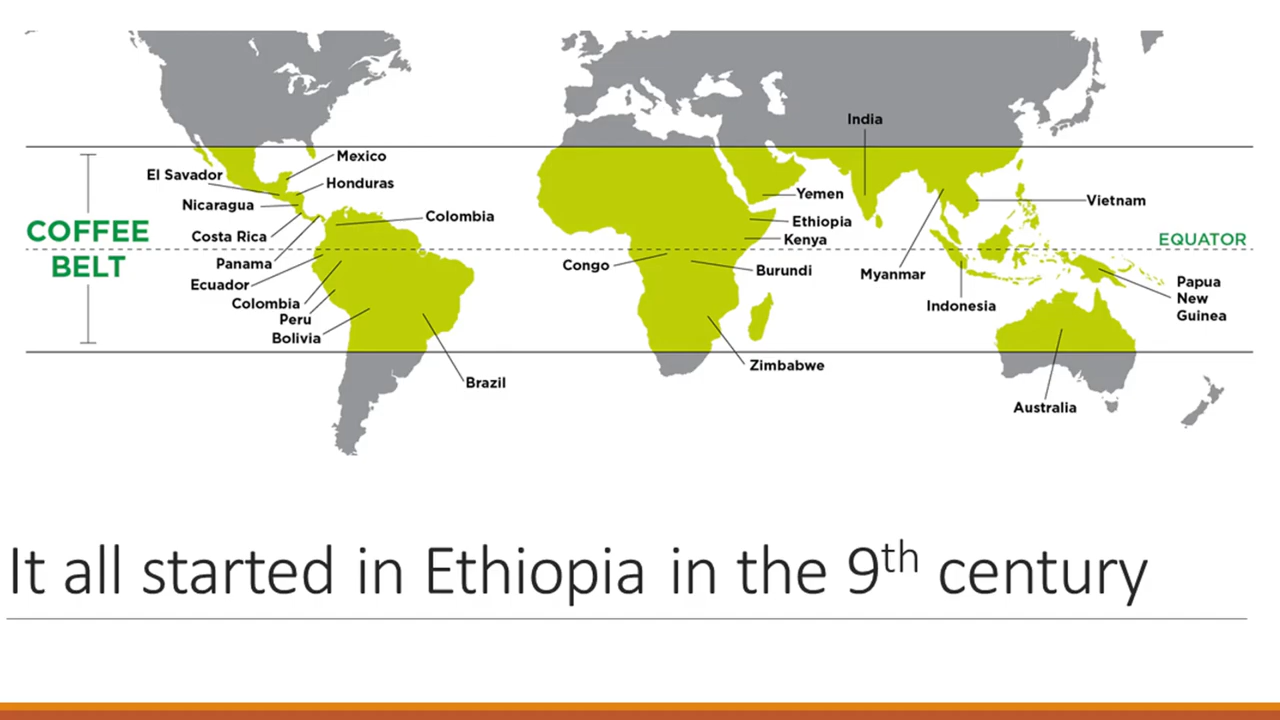 India
Mexico
El Savador
Honduras
Nicaragua
Colombia
COFFEE
BELT
Costa Rica
Panama
Ecuador
Colombia
Peru
Bolivia
Brazil
Yemen
Ethiopia
Kenya
Congo
Burundi
Zimbabwe
Vietnam
EQUATOR
Myanmar
Indonesia
Papua
New
Guinea
Australia
It all started in Ethiopia in the 9th century